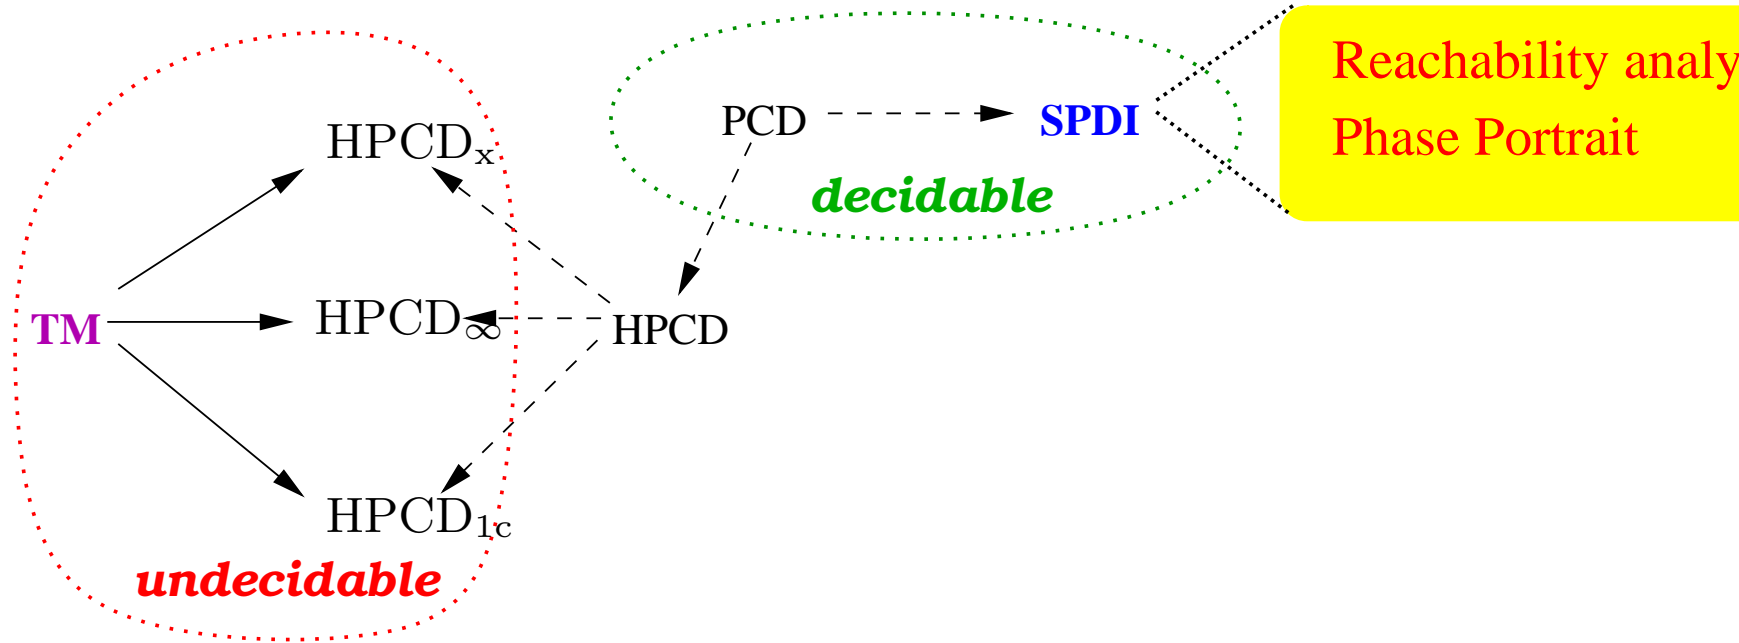 Reachability analy
Phase Portrait
PCD
SPDI
decidable
HPCDₓ
TM
HPCD∞
HPCD
HPCD1c
undecidable